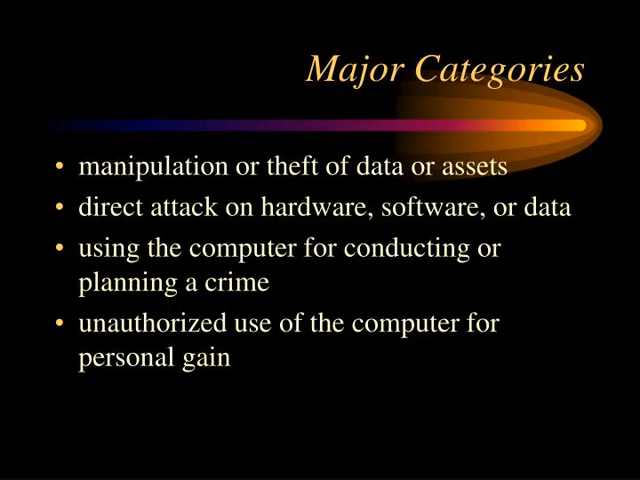 Major Categories
• manipulation or theft of data or assets
• direct attack on hardware, software, or data
• using the computer for conducting or
planning a crime
• unauthorized use of the computer for
personal gain